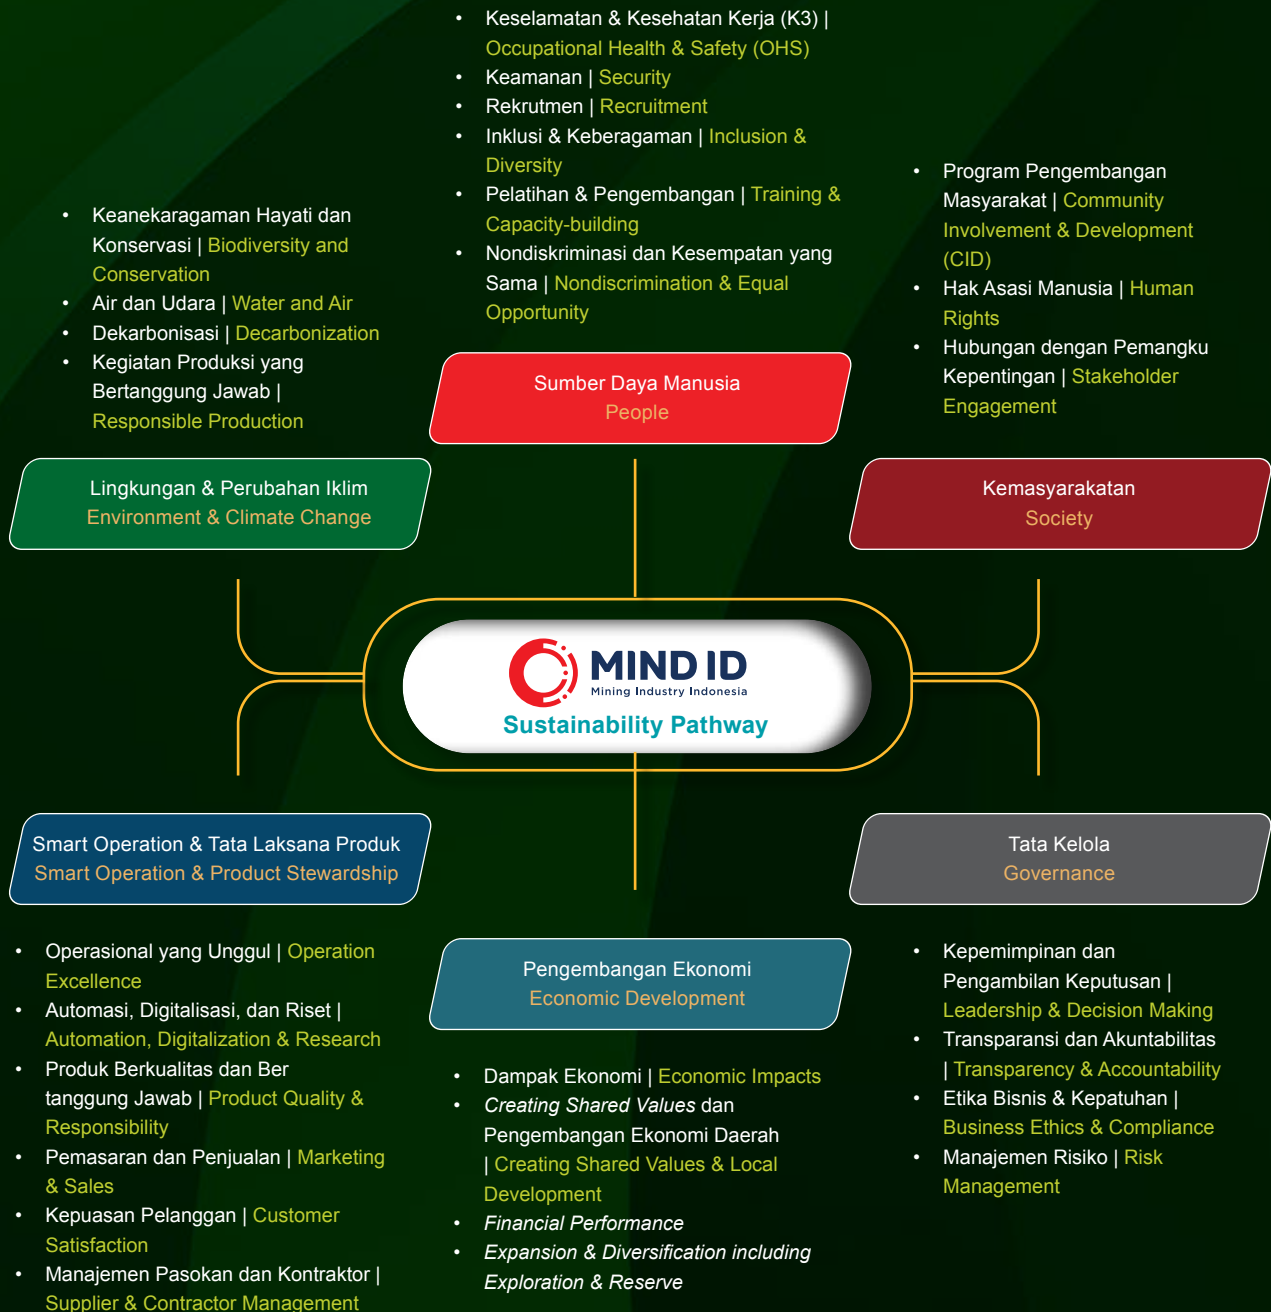 • Keselamatan & Kesehatan Kerja (K3) |
Occupational Health & Safety (OHS)
• Keamanan | Security
• Rekrutmen | Recruitment
• Inklusi & Keberagaman | Inclusion &
Diversity
• Pelatihan & Pengembangan | Training &
Capacity-building
• Nondiskriminasi dan Kesempatan yang
Sama | Nondiscrimination & Equal
Opportunity
Sumber Daya Manusia
People
• Keanekaragaman Hayati dan
Konservasi | Biodiversity and
Conservation
• Air dan Udara | Water and Air
• Dekarbonisasi | Decarbonization
• Kegiatan Produksi yang
Bertanggung Jawab |
Responsible Production
Lingkungan & Perubahan Iklim
Environment & Climate Change
• Program Pengembangan
Masyarakat | Community
Involvement & Development
(CID)
• Hak Asasi Manusia | Human
Rights
• Hubungan dengan Pemangku
Kepentingan | Stakeholder
Engagement
Kemasyarakatan
Society
MIND ID
Mining Industry Indonesia
Sustainability Pathway
Smart Operation & Tata Laksana Produk
Smart Operation & Product Stewardship
• Operasional yang Unggul | Operation
Excellence
• Automasi, Digitalisasi, dan Riset |
Automation, Digitalization & Research
• Produk Berkualitas dan Ber
tanggung Jawab | Product Quality &
Responsibility
• Pemasaran dan Penjualan | Marketing
& Sales
• Kepuasan Pelanggan | Customer
Satisfaction
• Manajemen Pasokan dan Kontraktor |
Supplier & Contractor Management
Pengembangan Ekonomi
Economic Development
• Dampak Ekonomi | Economic Impacts
• Creating Shared Values dan
Pengembangan Ekonomi Daerah
| Creating Shared Values & Local
Development
• Financial Performance
• Expansion & Diversification including
Exploration & Reserve
Tata Kelola
Governance
• Kepemimpinan dan
Pengambilan Keputusan |
Leadership & Decision Making
• Transparansi dan Akuntabilitas
| Transparency & Accountability
• Etika Bisnis & Kepatuhan |
Business Ethics & Compliance
• Manajemen Risiko | Risk
Management